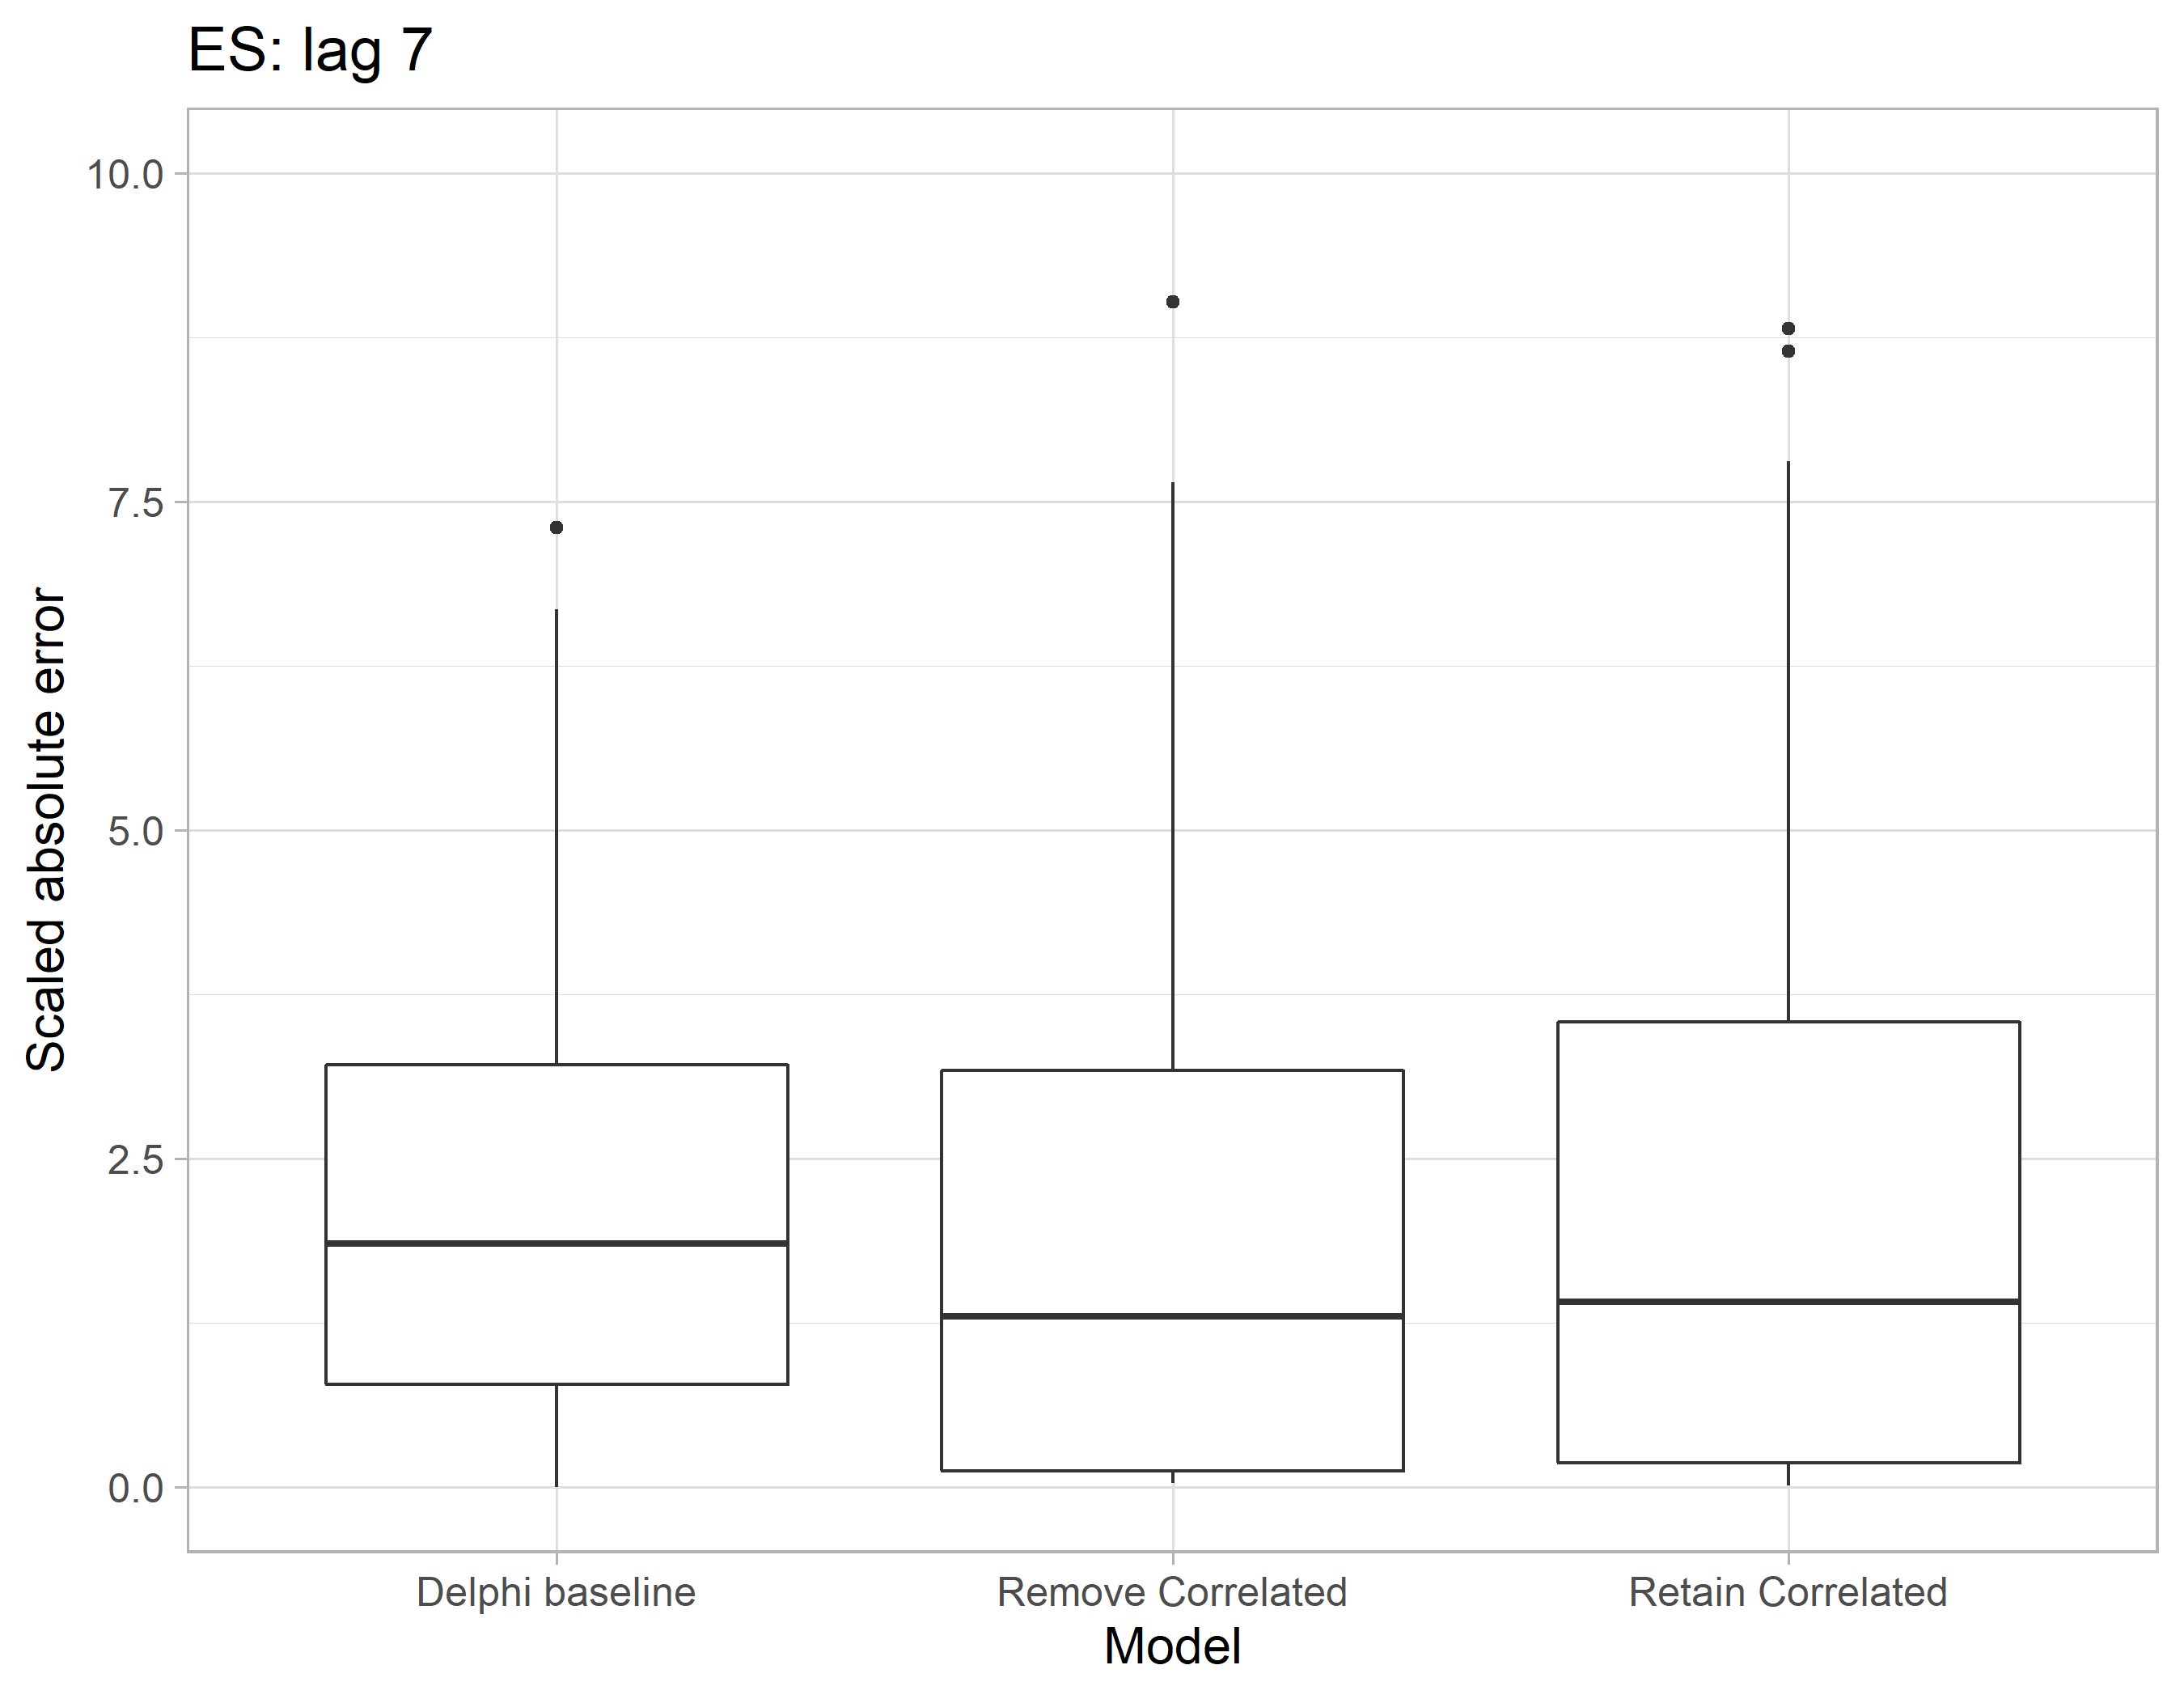 ES: lag 7
Scaled absolute error
10.0
7.5
5.0
2.5
0.0
Delphi baseline
Remove Correlated
Retain Correlated
Model